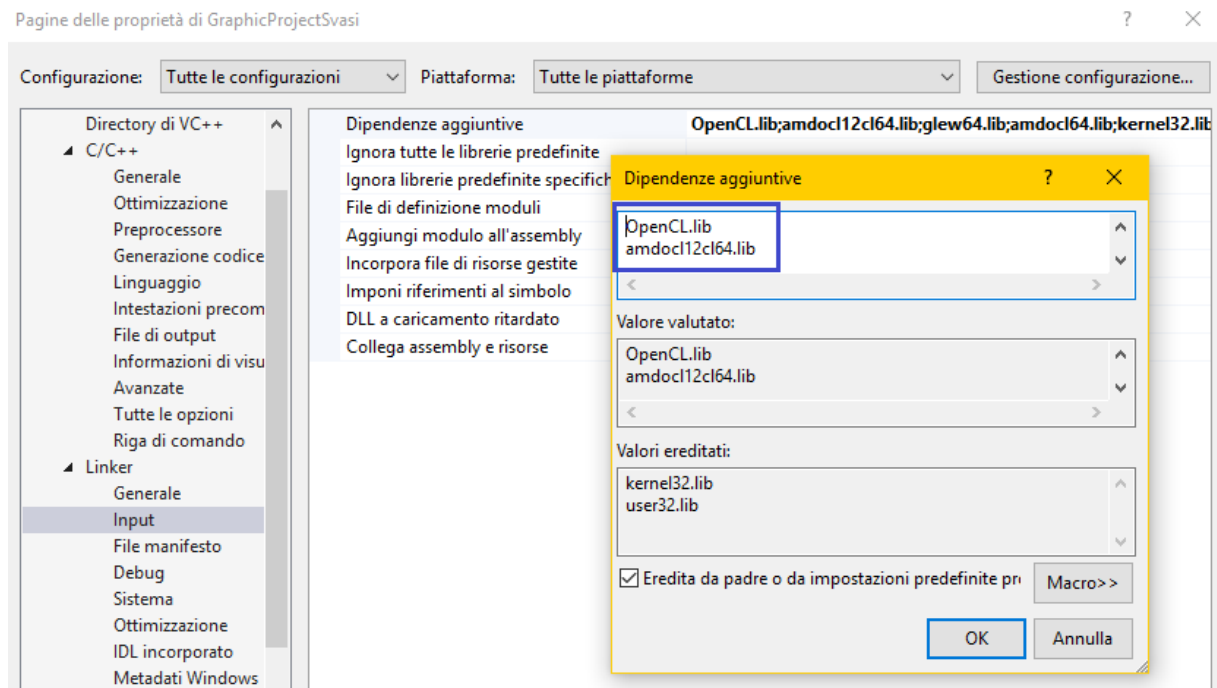 Pagine delle proprietà di GraphicProjectSvasi ? ×
Configurazione: Tutte le configurazioni Piattaforma: Tutte le piattaforme Gestione configurazione...
Directory di VC++
C/C++
Generale
Ottimizzazione
Preprocessore
Generazione codice
Linguaggio
Intestazioni precom
File di output
Informazioni di visu
Avanzate
Tutte le opzioni
Riga di comando
Linker
Generale
Input
File manifesto
Debug
Sistema
Ottimizzazione
IDL incorporato
Metadati Windows
Dipendenze aggiuntive OpenCL.lib;amdocl12cl64.lib;glew64.lib;amdocl64.lib;kernel32.lib
Ignora tutte le librerie predefinite
Ignora librerie predefinite specifich
File di definizione moduli
Aggiungi modulo all'assembly
Incorpora file di risorse gestite
Imponi riferimenti al simbolo
DLL a caricamento ritardato
Collega assembly e risorse
Dipendenze aggiuntive ? ×
OpenCL.lib
amdocl12cl64.lib
Valore valutato:
OpenCL.lib
amdocl12cl64.lib
Valori ereditati:
kernel32.lib
user32.lib
Eredita da padre o da impostazioni predefinite pr
Macro>>
OK Annulla